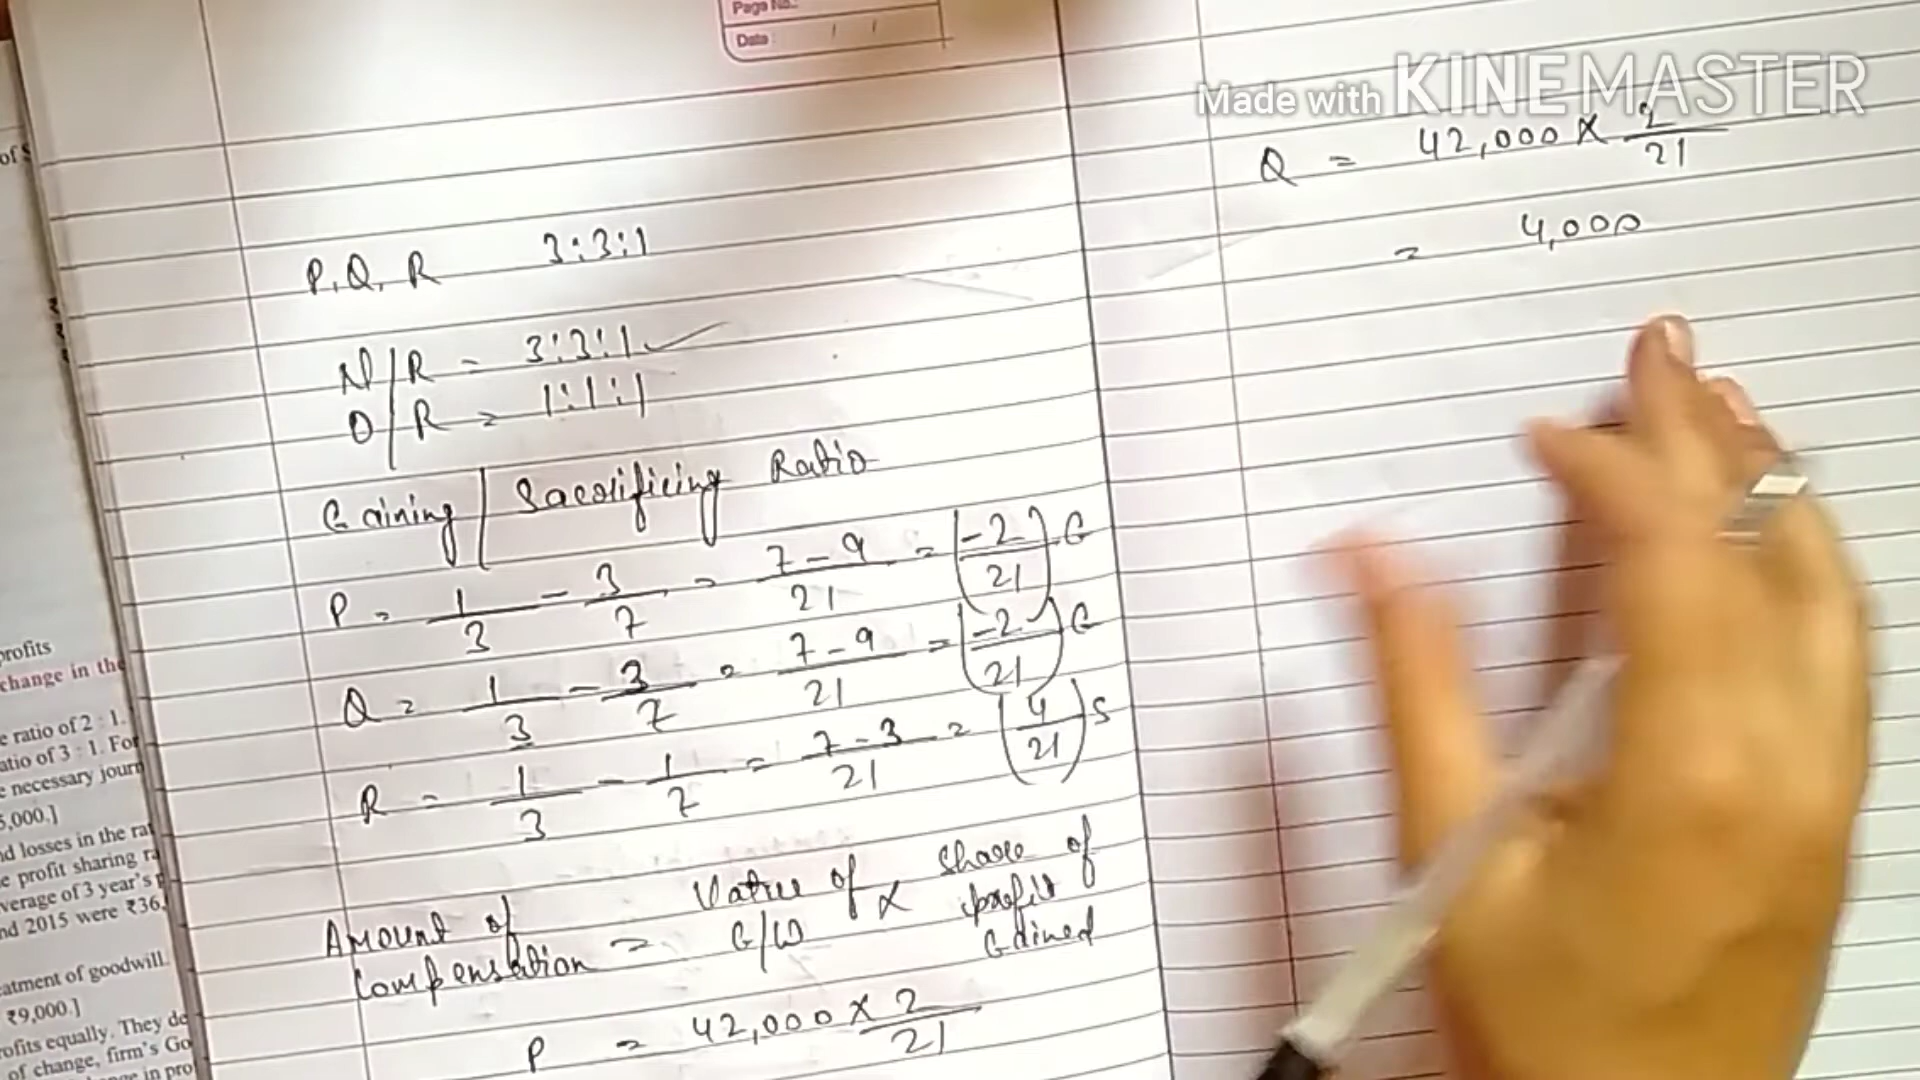 Page No.:
Date
Made with KINEMASTER
P, Q, R 3:3:1
N/R = 3:3:1 ✓
O/R = 1:1:1
Gaining/Sacrificing Ratio
P = 1/3 - 3/7 = 7-9/21 = (-2/21) G
Q = 1/3 - 3/7 = 7-9/21 = (-2/21) G
R = 1/3 - 1/7 = 7-3/21 = (4/21) S
Amount of Compensation = Value of G/W × Share of profit Gained
P = 42,000 × 2/21
Q = 42,000 × 2/21
= 4,000
profits
change in the
e ratio of 2 : 1.
atio of 3 : 1. For
e necessary journ
5,000.]
nd losses in the rat
e profit sharing ra
verage of 3 year's p
nd 2015 were ₹36,
eatment of goodwill.
₹9,000.]
rofits equally. They de
of change, firm's Go
in pro